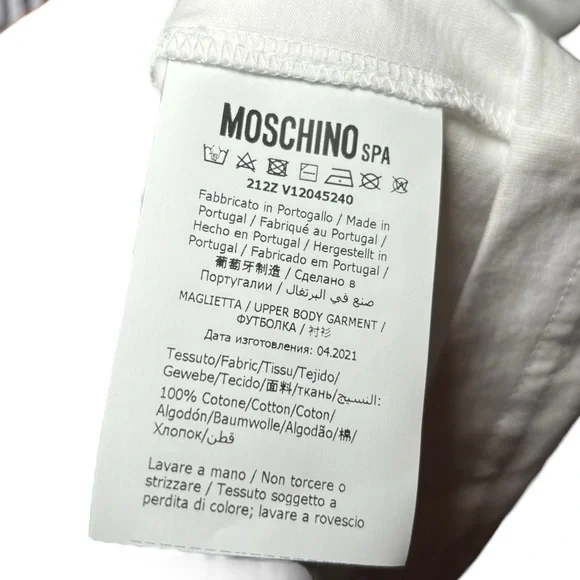 MOSCHINO SPA
212Z V12045240
Fabbricato in Portogallo / Made in
Portugal / Fabriqué au Portugal /
Hecho en Portugal / Hergestellt in
Portugal / Fabricado em Portugal /
葡萄牙制造 / Сделано в
Португалии / صنع في البرتغال
MAGLIETTA / UPPER BODY GARMENT /
ФУТБОЛКА / 衬衫
Дата изготовления: 04.2021
Tessuto/Fabric/Tissu/Tejido/
Gewebe/Tecido/面料/ткань/النسيج:
100% Cotone/Cotton/Coton/
Algodón/Baumwolle/Algodão/棉/
Хлопок/قطن
Lavare a mano / Non torcere o
strizzare / Tessuto soggetto a
perdita di colore; lavare a rovescio